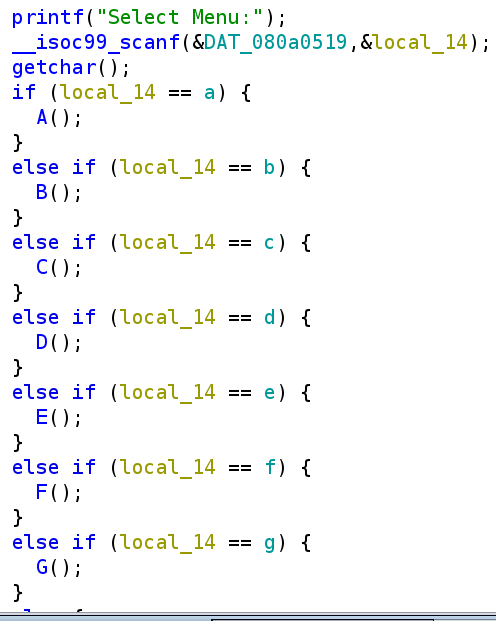 printf("Select Menu:");
__isoc99_scanf(&DAT_080a0519,&local_14);
getchar();
if (local_14 == a) {
A();
}
else if (local_14 == b) {
B();
}
else if (local_14 == c) {
C();
}
else if (local_14 == d) {
D();
}
else if (local_14 == e) {
E();
}
else if (local_14 == f) {
F();
}
else if (local_14 == g) {
G();
}